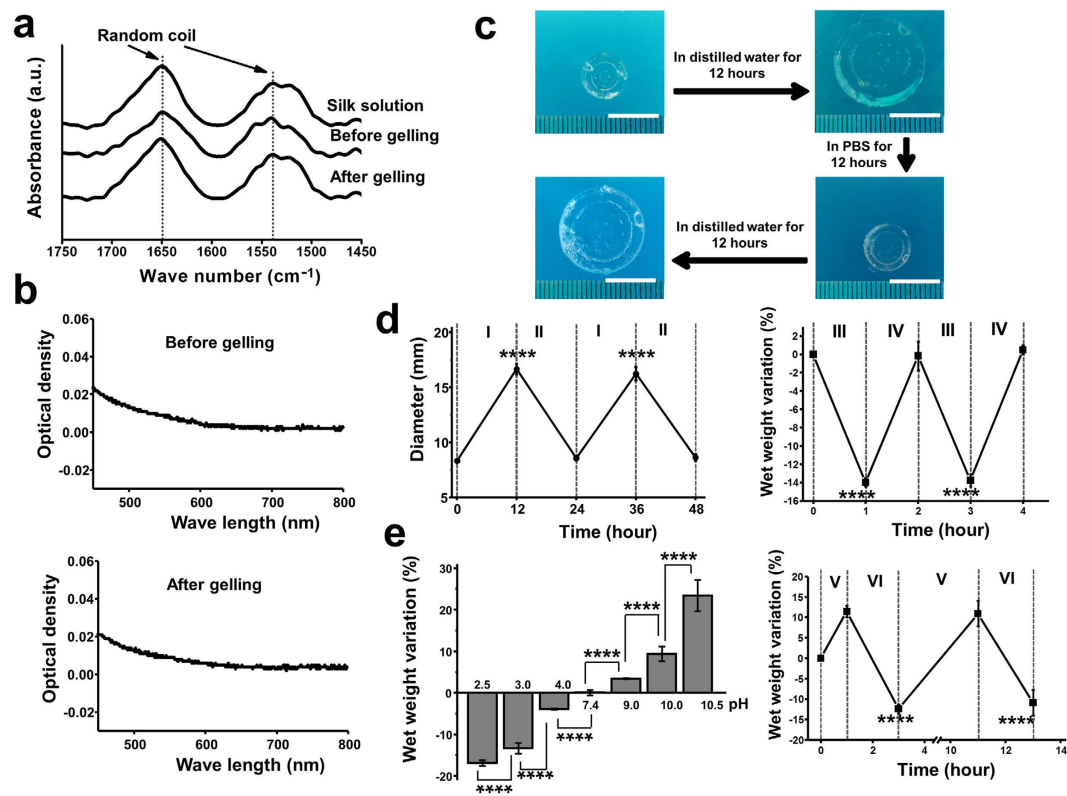 a
Random coil
Silk solution
Before gelling
After gelling
Absorbance (a.u.)
1750 1700 1650 1600 1550 1500 1450
Wave number (cm-1)
b
0.06
0.04
0.02
0.00
-0.02
Before gelling
Optical density
500 600 700 800
Wave length (nm)
0.06
0.04
0.02
0.00
-0.02
After gelling
Optical density
500 600 700 800
Wave length (nm)
c
In distilled water for
12 hours
In PBS for
12 hours
In distilled water for
12 hours
d
20
15
10
5
I II I II
**** ****
Diameter (mm)
0 12 24 36 48
Time (hour)
2
0
-2
-4
-6
-8
-10
-12
-14
-16
III IV III IV
**** ****
Wet weight variation (%)
0 1 2 3 4
Time (hour)
e
30
20
10
0
-10
-20
Wet weight variation (%)
2.5 3.0 4.0
7.4 9.0 10.0 10.5 pH
**** **** ****
**** **** ****
20
15
10
5
0
-5
-10
-15
-20
V VI V VI
**** ****
Wet weight variation (%)
0 2 4 10 12 14
Time (hour)